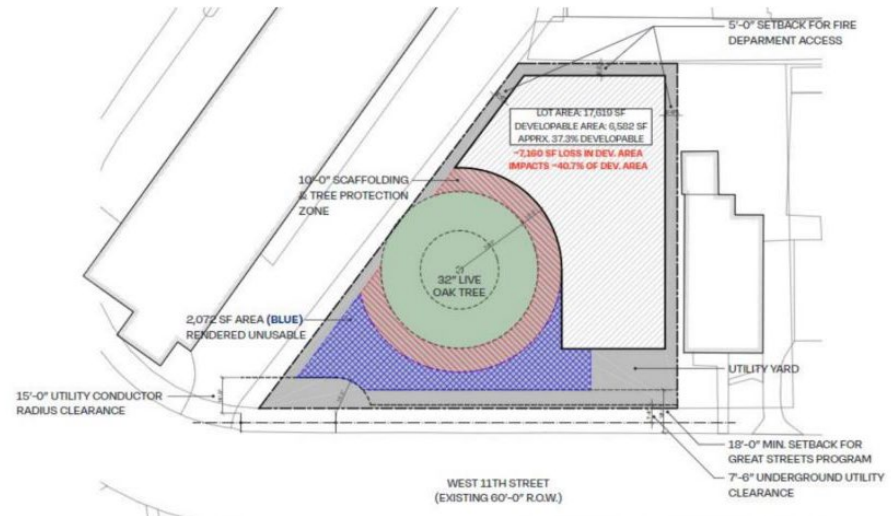 5'-0" SETBACK FOR FIRE
DEPARMENT ACCESS
LOT AREA: 17,619 SF
DEVELOPABLE AREA: 6,582 SF
APPRX. 37.3% DEVELOPABLE
~7,160 SF LOSS IN DEV. AREA
IMPACTS ~40.7% OF DEV. AREA
10'-0" SCAFFOLDING
& TREE PROTECTION
ZONE
32" LIVE
OAK TREE
2,072 SF AREA (BLUE)
RENDERED UNUSABLE
UTILITY YARD
15'-0" UTILITY CONDUCTOR
RADIUS CLEARANCE
18'-0" MIN. SETBACK FOR
GREAT STREETS PROGRAM
7'-6" UNDERGROUND UTILITY
CLEARANCE
WEST 11TH STREET
(EXISTING 60'-0" R.O.W.)